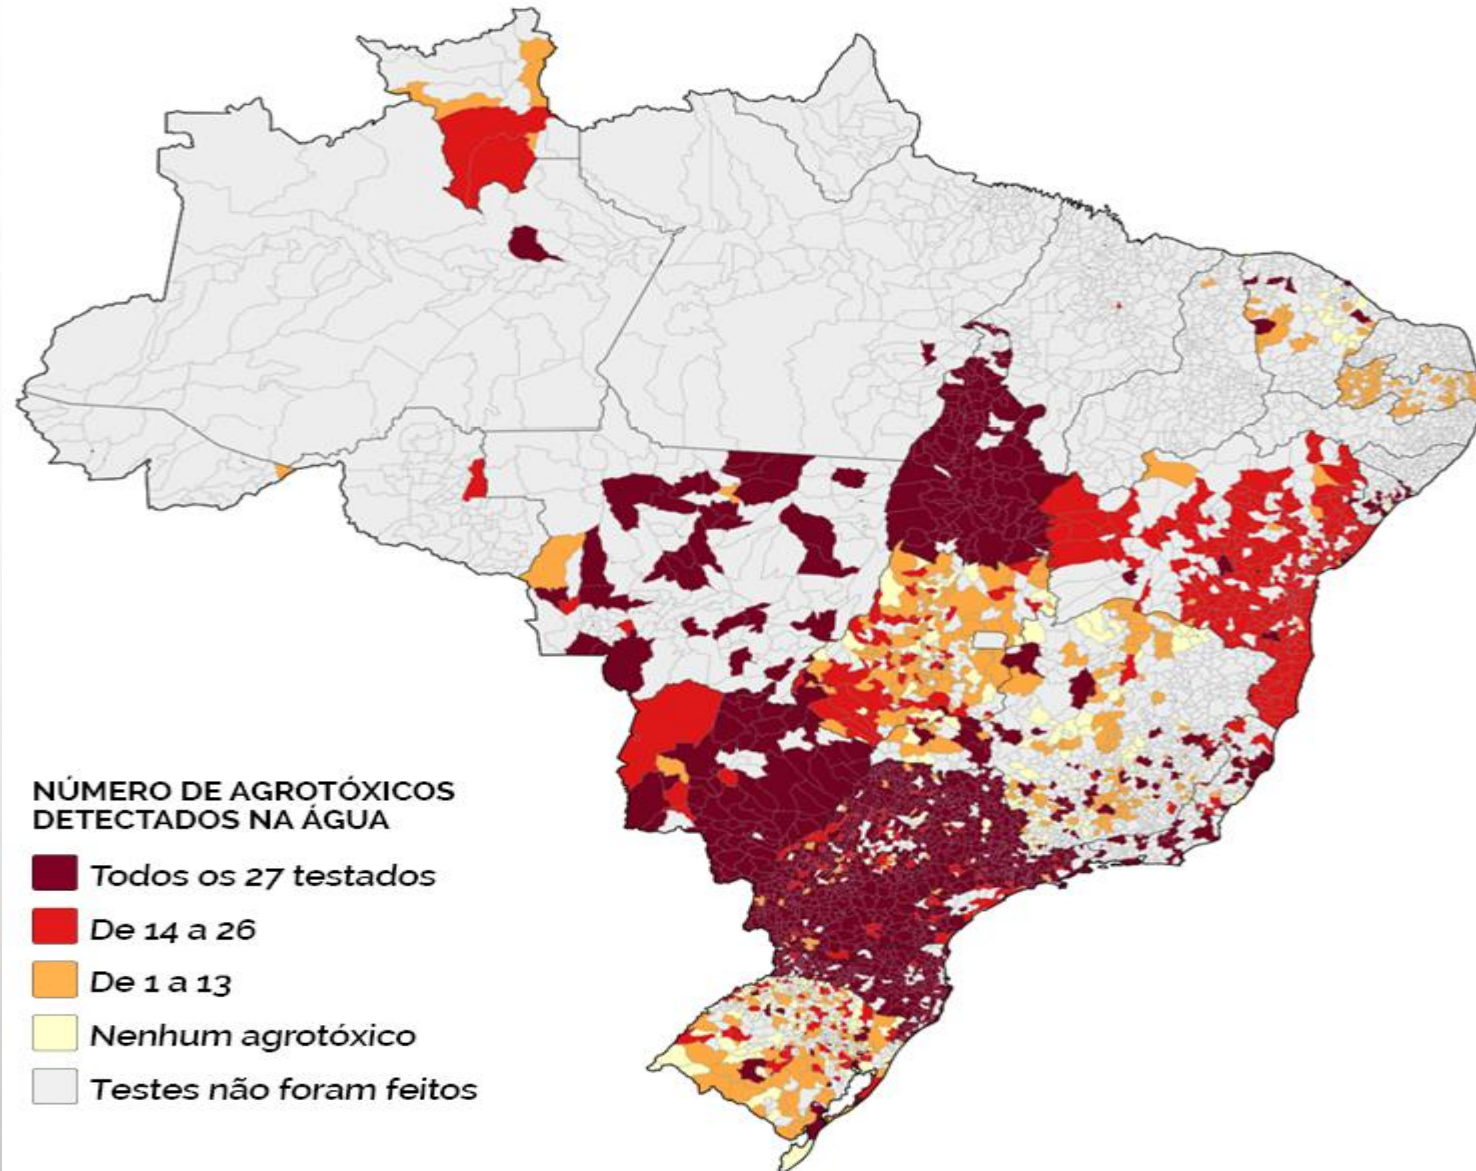 NÚMERO DE AGROTÓXICOS
DETECTADOS NA ÁGUA
Todos os 27 testados
De 14 a 26
De 1 a 13
Nenhum agrotóxico
Testes não foram feitos